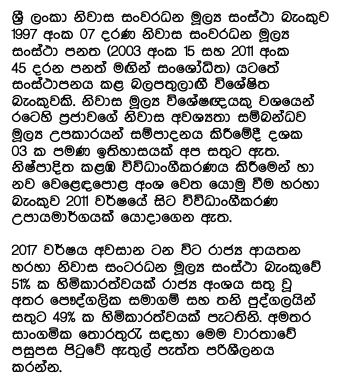 ශ්‍රී ලංකා නිවාස සංවර්ධන මූල්‍ය සංස්ථා බැංකුව
1997 අංක 07 දරණ නිවාස සංවර්ධන මූල්‍ය
සංස්ථා පනත (2003 අංක 15 සහ 2011 අංක
45 දරන පනත් මඟින් සංශෝධිත) යටතේ
සංස්ථාපනය කළ බලපත්‍රලාභී විශේෂිත
බැංකුවකි. නිවාස මූල්‍ය විශේෂඥයකු වශයෙන්
රටෙහි ප්‍රජාවගේ නිවාස අවශ්‍යතා සම්බන්ධව
මූල්‍ය උපකාරයන් සම්පාදනය කිරීමේදී දශක
03 ක පමණ ඉතිහාසයක් අප සතුව ඇත.
නිෂ්පාදිත කළඹ විවිධාංගීකරණය කිරීමෙන් හා
නව වෙළෙඳපොළ අංශ වෙත යොමු වීම හරහා
බැංකුව 2011 වර්ෂයේ සිට විවිධාංගීකරණ
උපායමාර්ගයක් යොදාගෙන ඇත.
2017 වර්ෂය අවසාන වන විට රාජ්‍ය ආයතන
හරහා නිවාස සංවර්ධන මූල්‍ය සංස්ථා බැංකුවේ
51% ක හිමිකාරත්වයක් රාජ්‍ය අංශය සතු වූ
අතර පෞද්ගලික සමාගම් සහ තනි පුද්ගලයින්
සතුව 49% ක හිමිකාරත්වයක් පැවතිනි. අමතර
සාංගමික තොරතුරු සඳහා මෙම වාර්තාවේ
පසුපස පිටුවේ ඇතුල් පැත්ත පරිශීලනය
කරන්න.